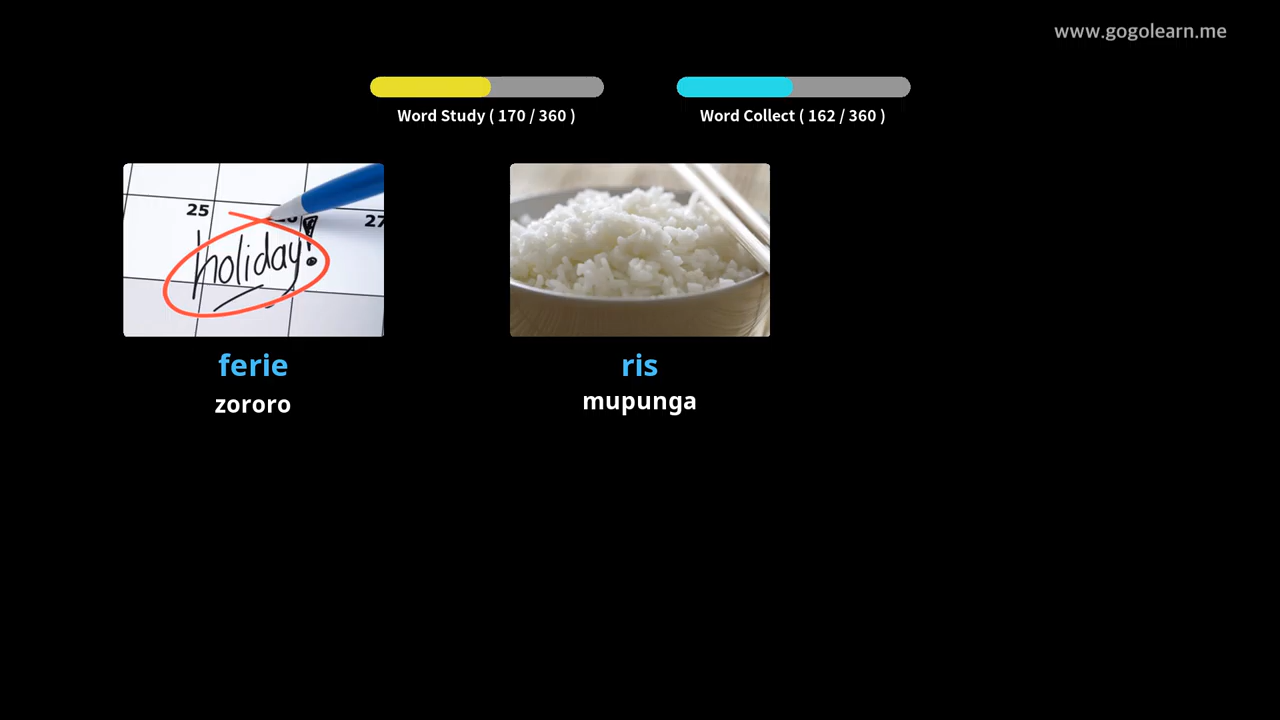 www.gogolearn.me
Word Study ( 170 / 360 )
Word Collect ( 162 / 360 )
25
27
holiday!
ferie
ris
zororo
mupunga